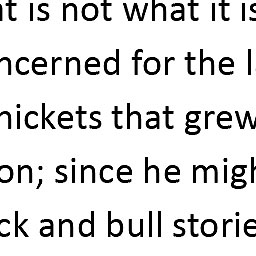 at is not what it is
ncerned for the l
hickets that grew
on; since he migh
ck and bull storie